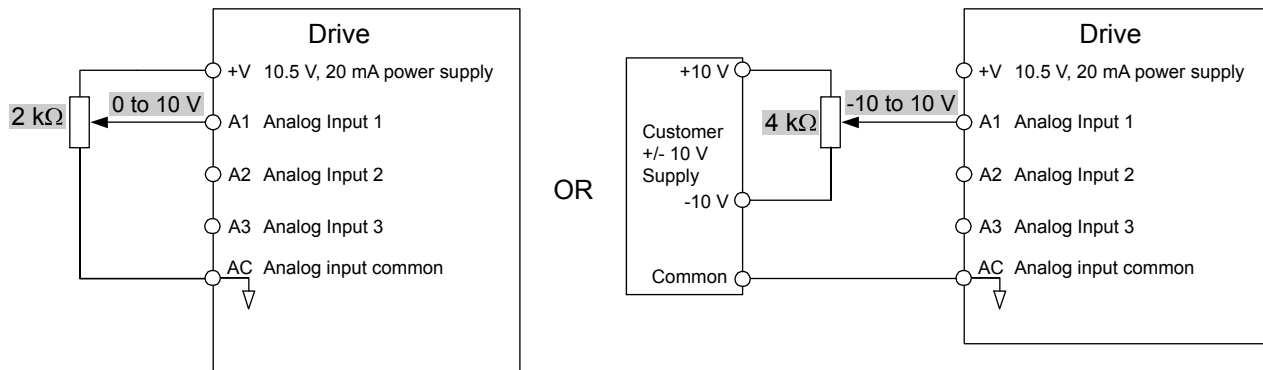 Drive
+V 10.5 V, 20 mA power supply
2 kΩ
0 to 10 V
A1 Analog Input 1
A2 Analog Input 2
A3 Analog Input 3
AC Analog input common
OR
+10 V
Customer
+/- 10 V
Supply
-10 V
Common
4 kΩ
-10 to 10 V
Drive
+V 10.5 V, 20 mA power supply
A1 Analog Input 1
A2 Analog Input 2
A3 Analog Input 3
AC Analog input common